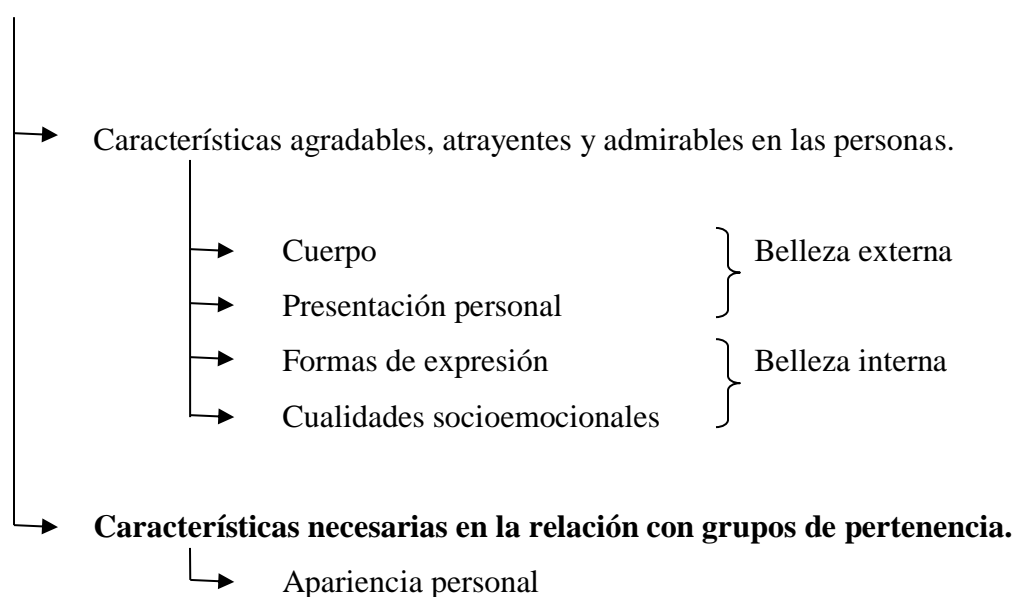 Características agradables, atrayentes y admirables en las personas.
Cuerpo
Belleza externa
Presentación personal
Formas de expresión
Belleza interna
Cualidades socioemocionales
Características necesarias en la relación con grupos de pertenencia.
Apariencia personal